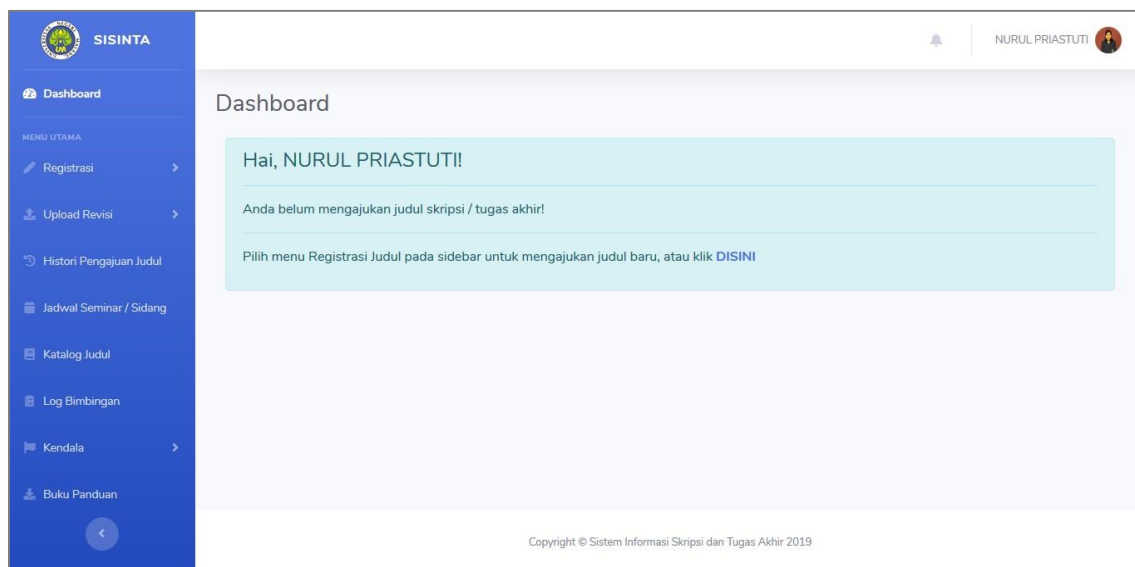 SISINTA
NURUL PRIASTUTI
Dashboard
MENU UTAMA
Registrasi
Upload Revisi
Histori Pengajuan Judul
Jadwal Seminar / Sidang
Katalog Judul
Log Bimbingan
Kendala
Buku Panduan
Dashboard
Hai, NURUL PRIASTUTI!
Anda belum mengajukan judul skripsi / tugas akhir!
Pilih menu Registrasi Judul pada sidebar untuk mengajukan judul baru, atau klik DISINI
Copyright © Sistem Informasi Skripsi dan Tugas Akhir 2019